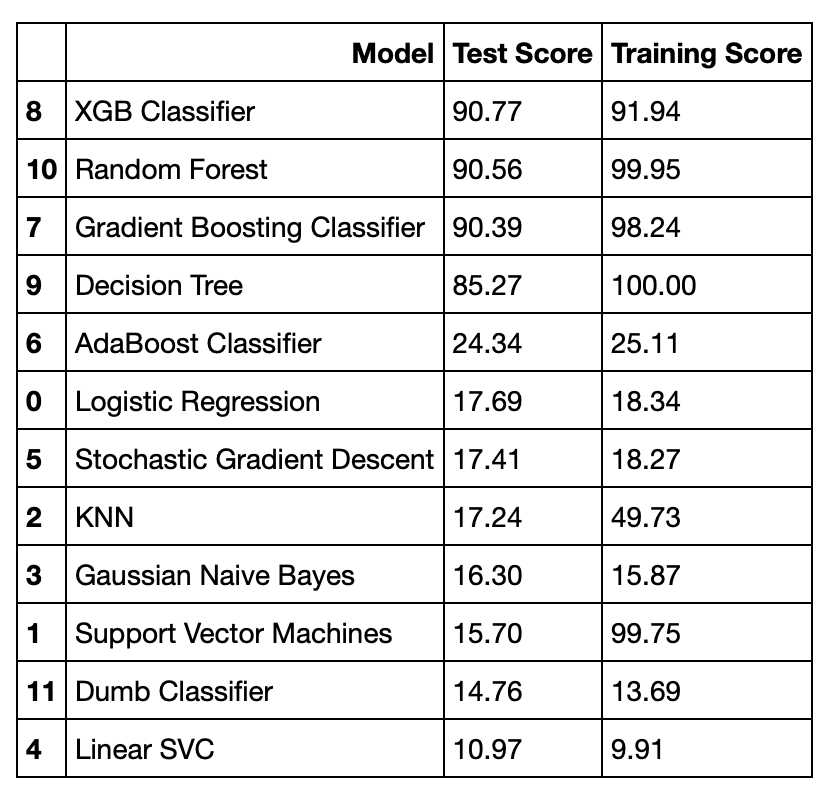 Model Test Score Training Score
8 XGB Classifier 90.77 91.94
10 Random Forest 90.56 99.95
7 Gradient Boosting Classifier 90.39 98.24
9 Decision Tree 85.27 100.00
6 AdaBoost Classifier 24.34 25.11
0 Logistic Regression 17.69 18.34
5 Stochastic Gradient Descent 17.41 18.27
2 KNN 17.24 49.73
3 Gaussian Naive Bayes 16.30 15.87
1 Support Vector Machines 15.70 99.75
11 Dumb Classifier 14.76 13.69
4 Linear SVC 10.97 9.91